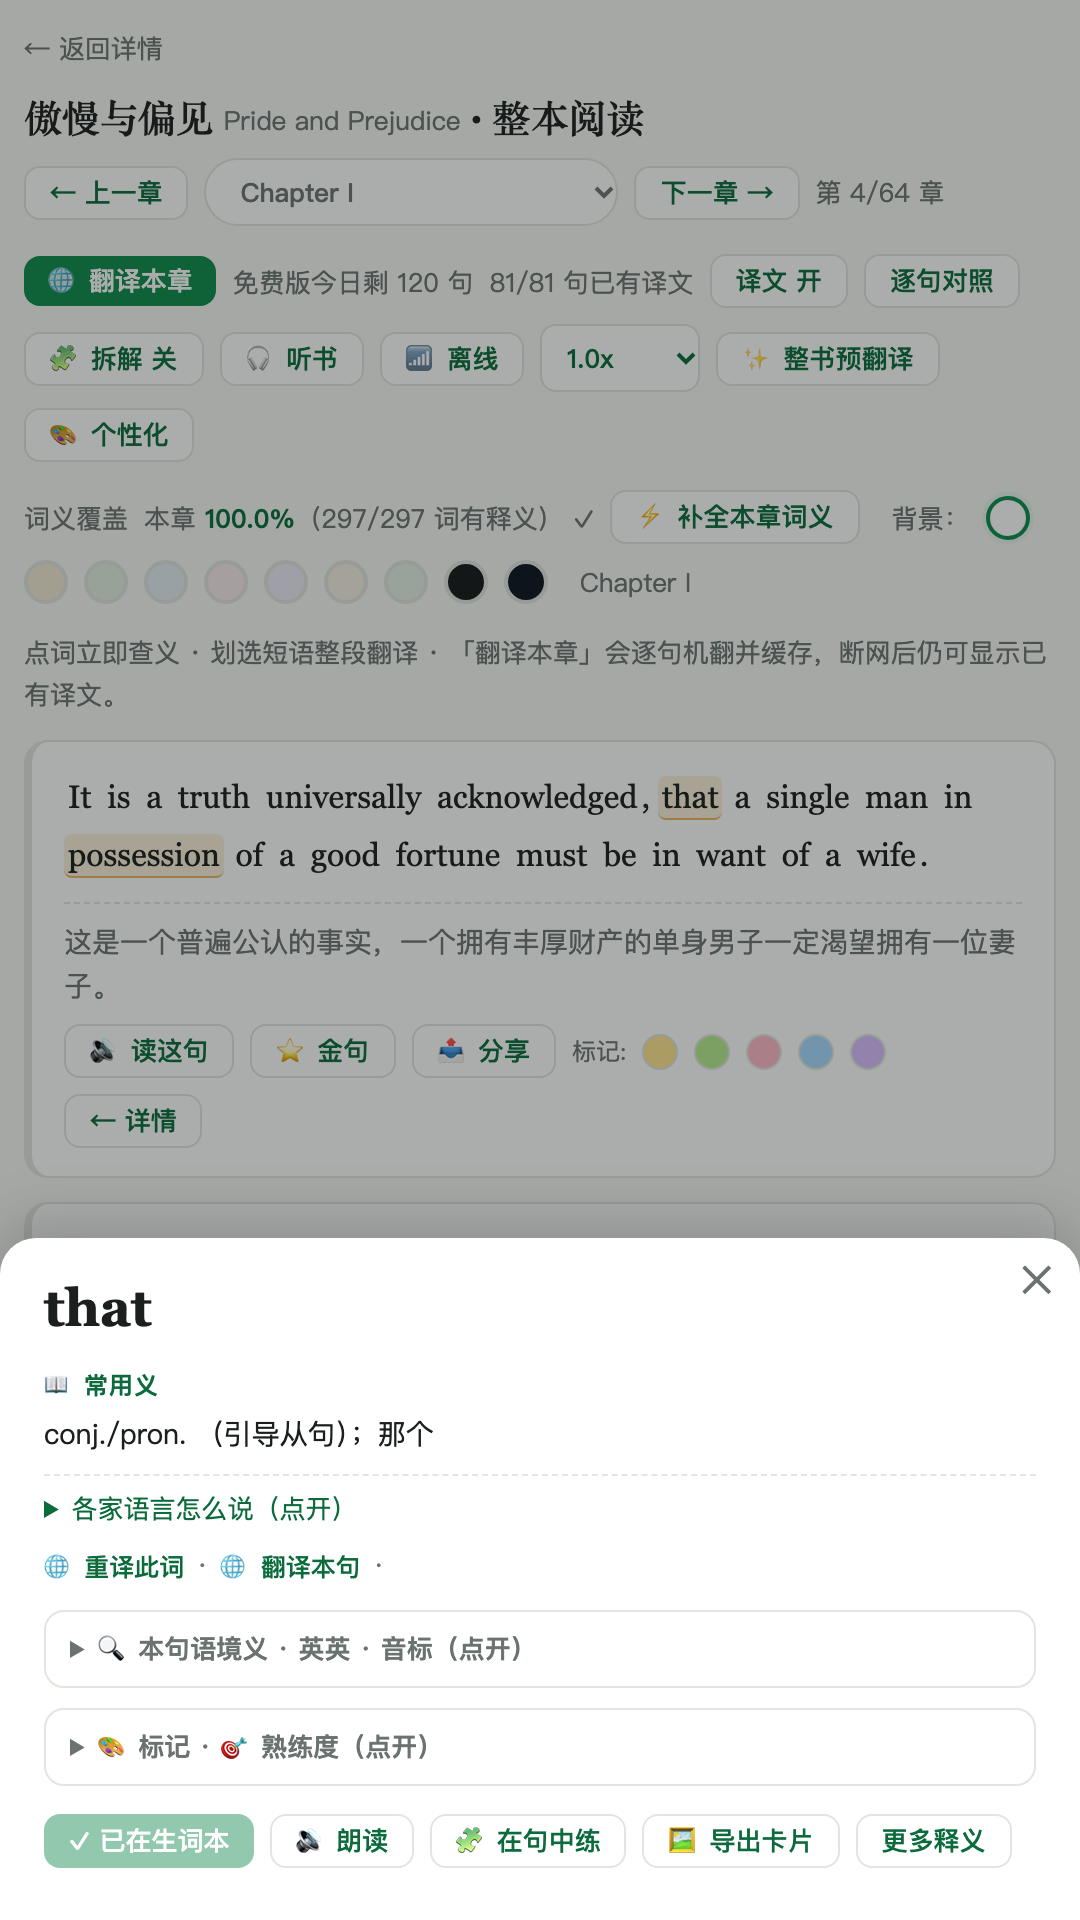 ← 返回详情
傲慢与偏见 Pride and Prejudice • 整本阅读
← 上一章 Chapter I 下一章 → 第 4/64 章
翻译本章 免费版今日剩 120 句 81/81 句已有译文 译文 开 逐句对照
拆解 关 听书 离线 1.0x 整书预翻译
个性化
词义覆盖 本章 100.0%（297/297 词有释义） ✓ 补全本章词义 背景：
Chapter I
点词立即查义 · 划选短语整段翻译 · 「翻译本章」会逐句机翻并缓存，断网后仍可显示已
有译文。
It is a truth universally acknowledged, that a single man in
possession of a good fortune must be in want of a wife.
这是一个普遍公认的事实，一个拥有丰厚财产的单身男子一定渴望拥有一位妻
子。
读这句 金句 分享 标记:
← 详情
that
常用义
conj./pron. （引导从句）；那个
▶ 各家语言怎么说（点开）
重译此词 · 翻译本句 ·
▶ 本句语境义 · 英英 · 音标（点开）
▶ 标记 · 熟练度（点开）
✓ 已在生词本 朗读 在句中练 导出卡片 更多释义